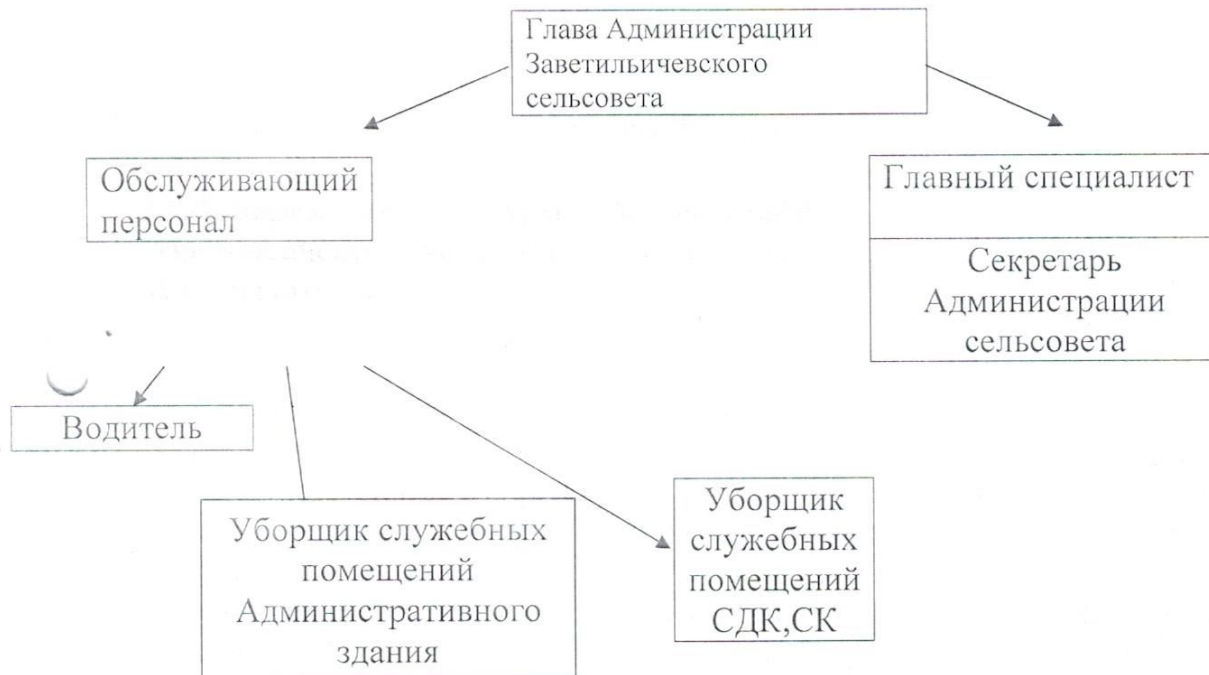 Глава Администрации
Заветильичевского
сельсовета
Обслуживающий
персонал
Главный специалист
Секретарь
Администрации
сельсовета
Водитель
Уборщик служебных
помещений
Административного
здания
Уборщик
служебных
помещений
СДК,СК